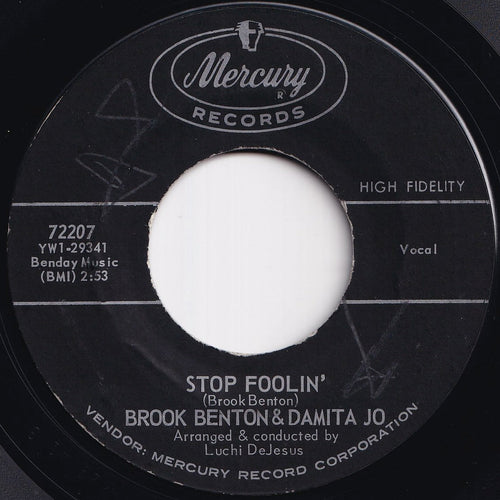 Mercury
R
RECORDS
HIGH FIDELITY
72207
YW1-29341
Benday Music
(BMI) 2:53
Vocal
STOP FOOLIN'
(Brook Benton)
BROOK BENTON & DAMITA JO
Arranged & conducted by
Luchi DeJesus
VENDOR: MERCURY RECORD CORPORATION